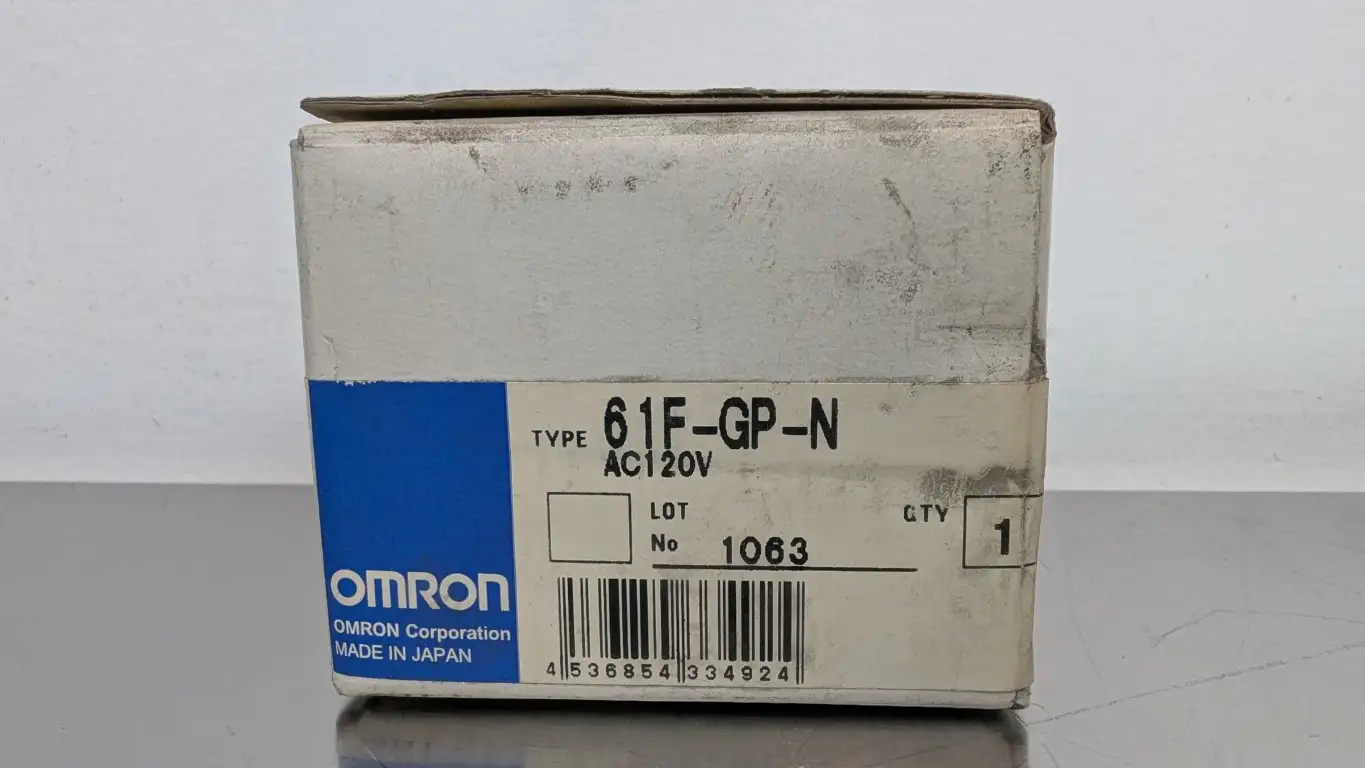 TYPE 61F-GP-N
AC120V
LOT
No 1063
QTY 1
OMRON
OMRON Corporation
MADE IN JAPAN
4 536854 334924